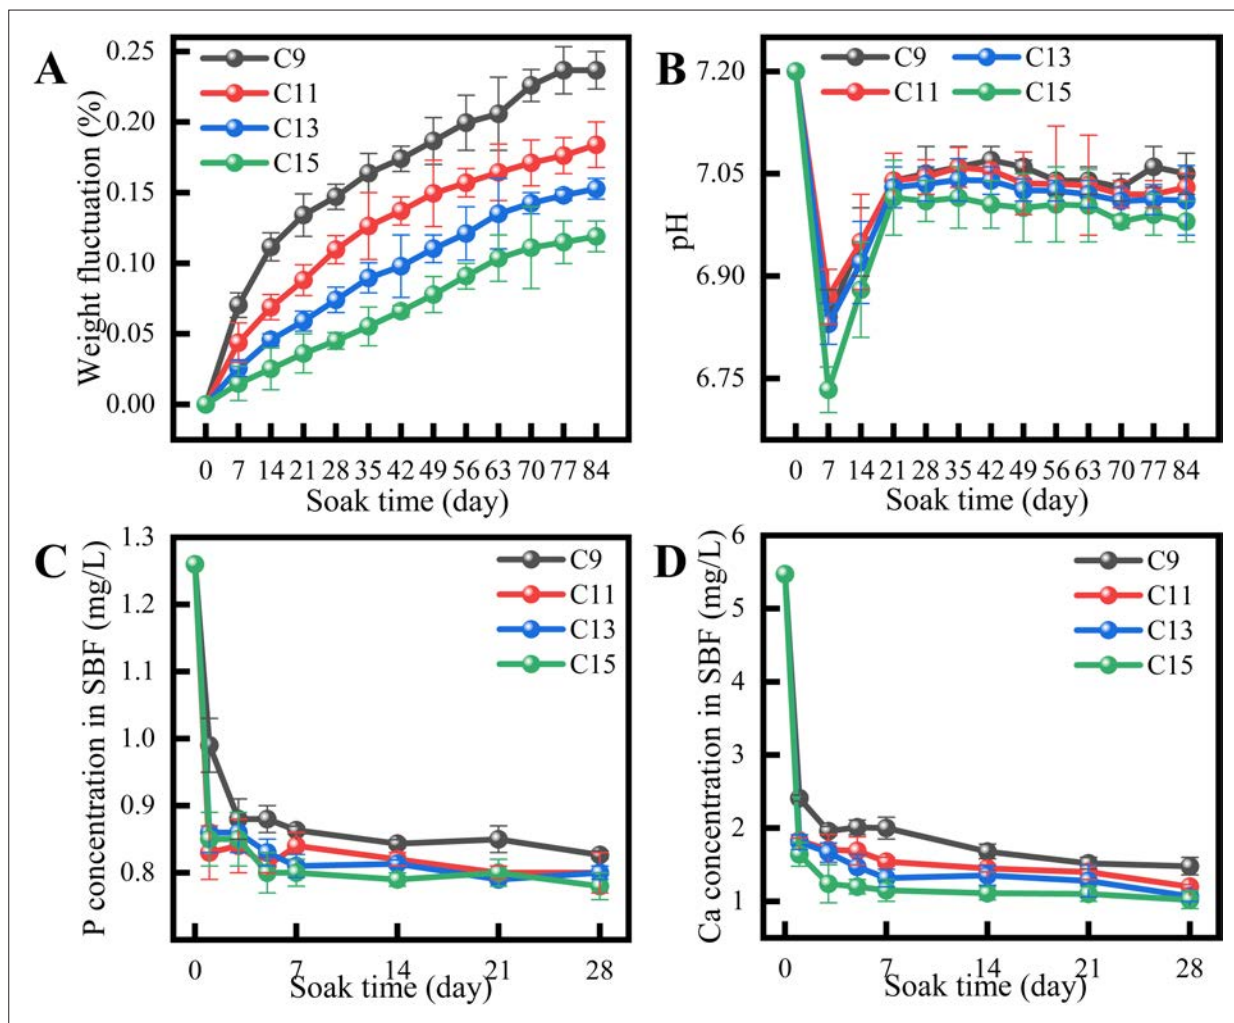 A
Weight fluctuation (%)
0.25
0.20
0.15
0.10
0.05
0.00
C9
C11
C13
C15
0 7 14 21 28 35 42 49 56 63 70 77 84
Soak time (day)
B
pH
7.20
7.05
6.90
6.75
C9 C13
C11 C15
0 7 14 21 28 35 42 49 56 63 70 77 84
Soak time (day)
C
P concentration in SBF (mg/L)
1.3
1.2
1.1
1.0
0.9
0.8
C9
C11
C13
C15
0 7 14 21 28
Soak time (day)
D
Ca concentration in SBF (mg/L)
6
5
4
3
2
1
C9
C11
C13
C15
0 7 14 21 28
Soak time (day)